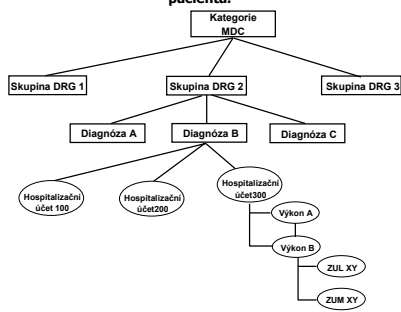 pacienta.
Kategorie
MDC
Skupina DRG 1
Skupina DRG 2
Skupina DRG 3
Diagnóza A
Diagnóza B
Diagnóza C
Hospitalizační
účet 100
Hospitalizační
účet200
Hospitalizační
účet300
Výkon A
Výkon B
ZUL XY
ZUM XY